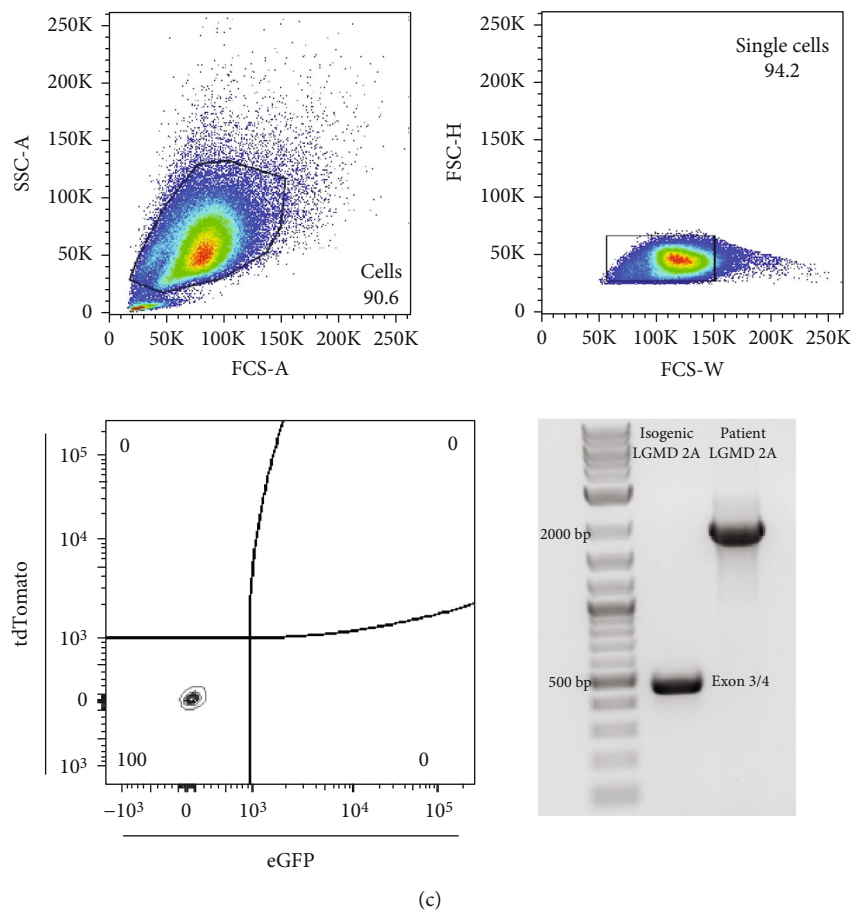 250K
200K
150K
100K
50K
0
SSC-A
Cells
90.6
0 50K 100K 150K 200K 250K
FCS-A
250K
200K
150K
100K
50K
0
FSC-H
Single cells
94.2
0 50K 100K 150K 200K 250K
FCS-W
10⁵
10⁴
10³
0
10³
tdTomato
0 0
100 0
−10³ 0 10³ 10⁴ 10⁵
eGFP
Isogenic Patient
LGMD 2A LGMD 2A
2000 bp
500 bp Exon 3/4
(c)